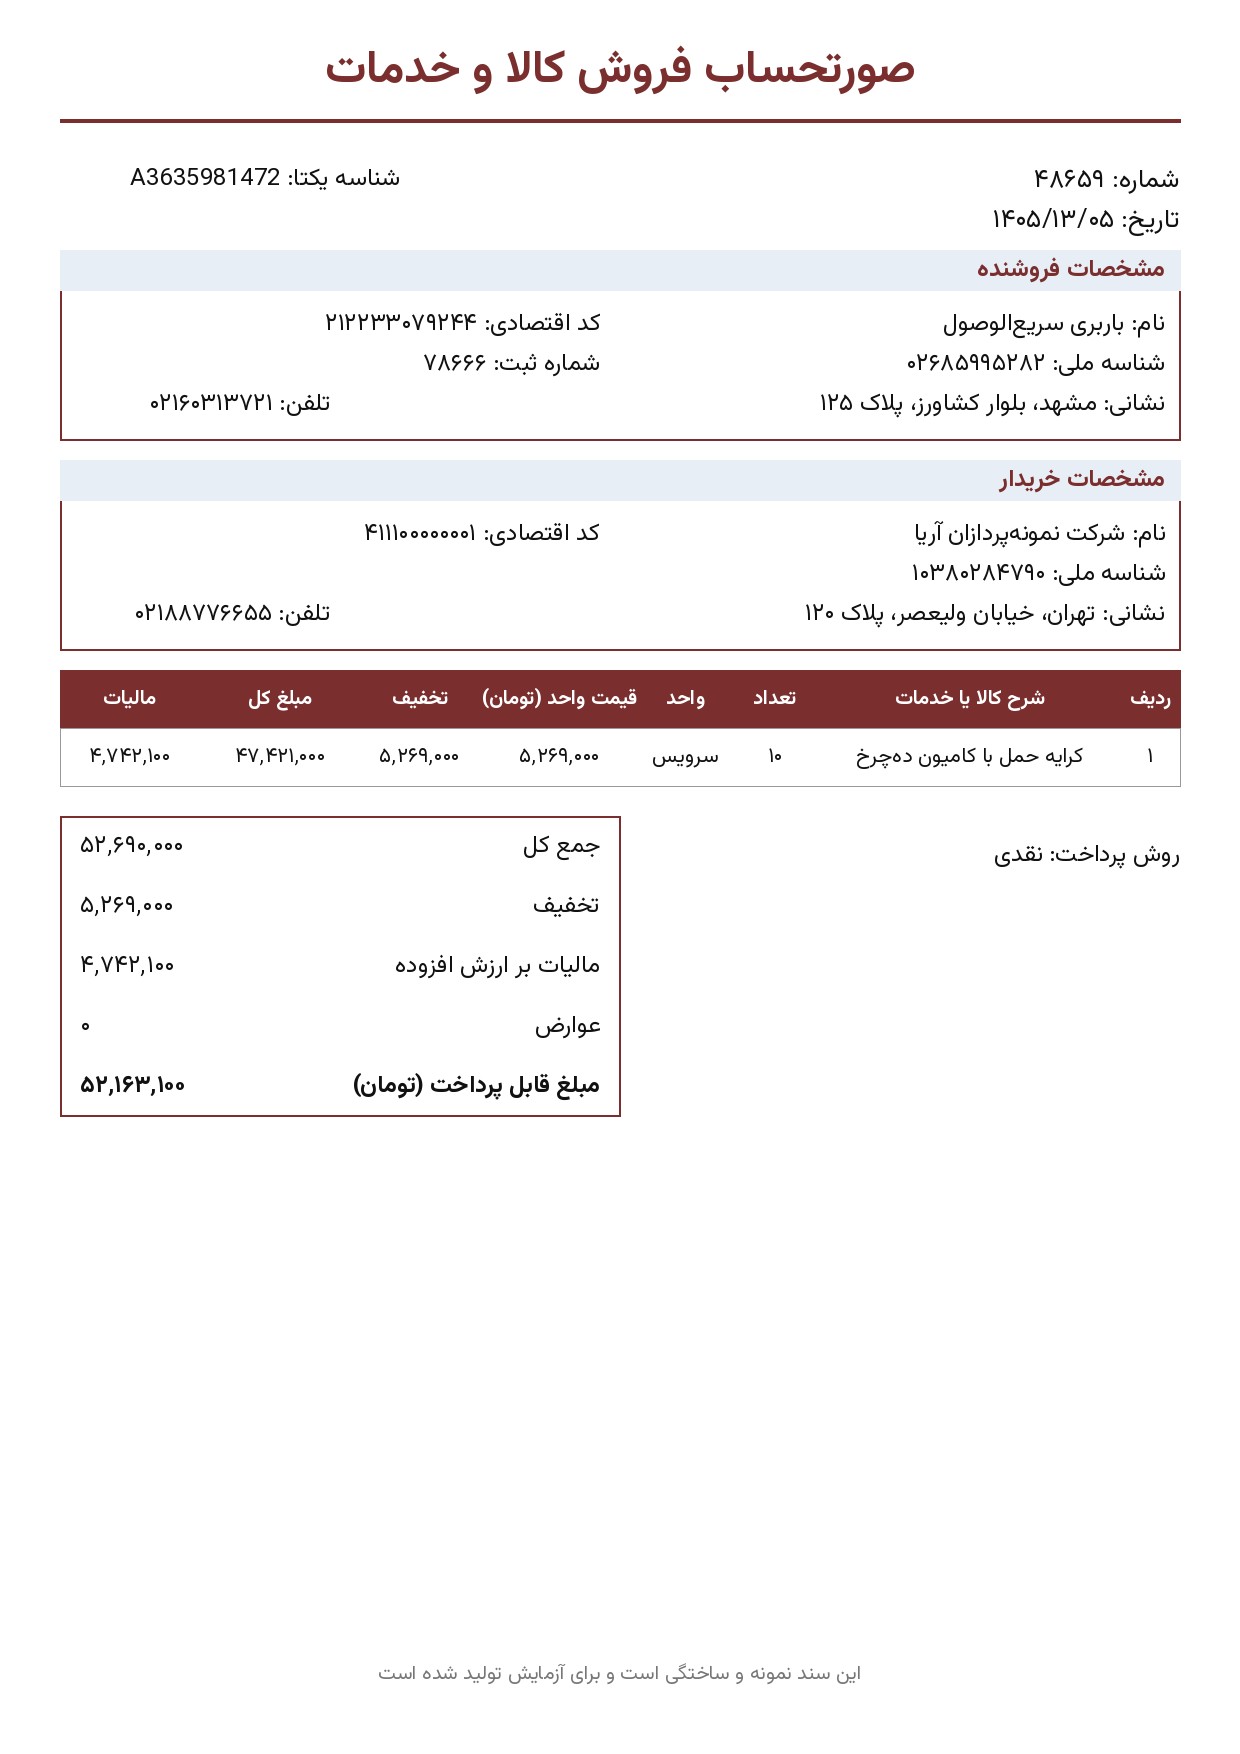 صورتحساب فروش کالا و خدمات
شماره: ۴۸۶۵۹ شناسه یکتا: A3635981472
تاریخ: ۱۴۰۵/۱۳/۰۵
مشخصات فروشنده
نام: باربری سریع‌الوصول کد اقتصادی: ۲۱۲۲۳۳۰۷۹۲۴۴
شناسه ملی: ۰۲۶۸۵۹۹۵۲۸۲ شماره ثبت: ۷۸۶۶۶
نشانی: مشهد، بلوار کشاورز، پلاک ۱۲۵ تلفن: ۰۲۱۶۰۳۱۳۷۲۱
مشخصات خریدار
نام: شرکت نمونه‌پردازان آریا کد اقتصادی: ۴۱۱۱۰۰۰۰۰۰۰۱
شناسه ملی: ۱۰۳۸۰۲۸۴۷۹۰
نشانی: تهران، خیابان ولیعصر، پلاک ۱۲۰ تلفن: ۰۲۱۸۸۷۷۶۶۵۵
ردیف شرح کالا یا خدمات تعداد واحد قیمت واحد (تومان) تخفیف مبلغ کل مالیات
۱ کرایه حمل با کامیون ده‌چرخ ۱۰ سرویس ۵,۲۶۹,۰۰۰ ۵,۲۶۹,۰۰۰ ۴۷,۴۲۱,۰۰۰ ۴,۷۴۲,۱۰۰
روش پرداخت: نقدی
جمع کل ۵۲,۶۹۰,۰۰۰
تخفیف ۵,۲۶۹,۰۰۰
مالیات بر ارزش افزوده ۴,۷۴۲,۱۰۰
عوارض ۰
مبلغ قابل پرداخت (تومان) ۵۲,۱۶۳,۱۰۰
این سند نمونه و ساختگی است و برای آزمایش تولید شده است